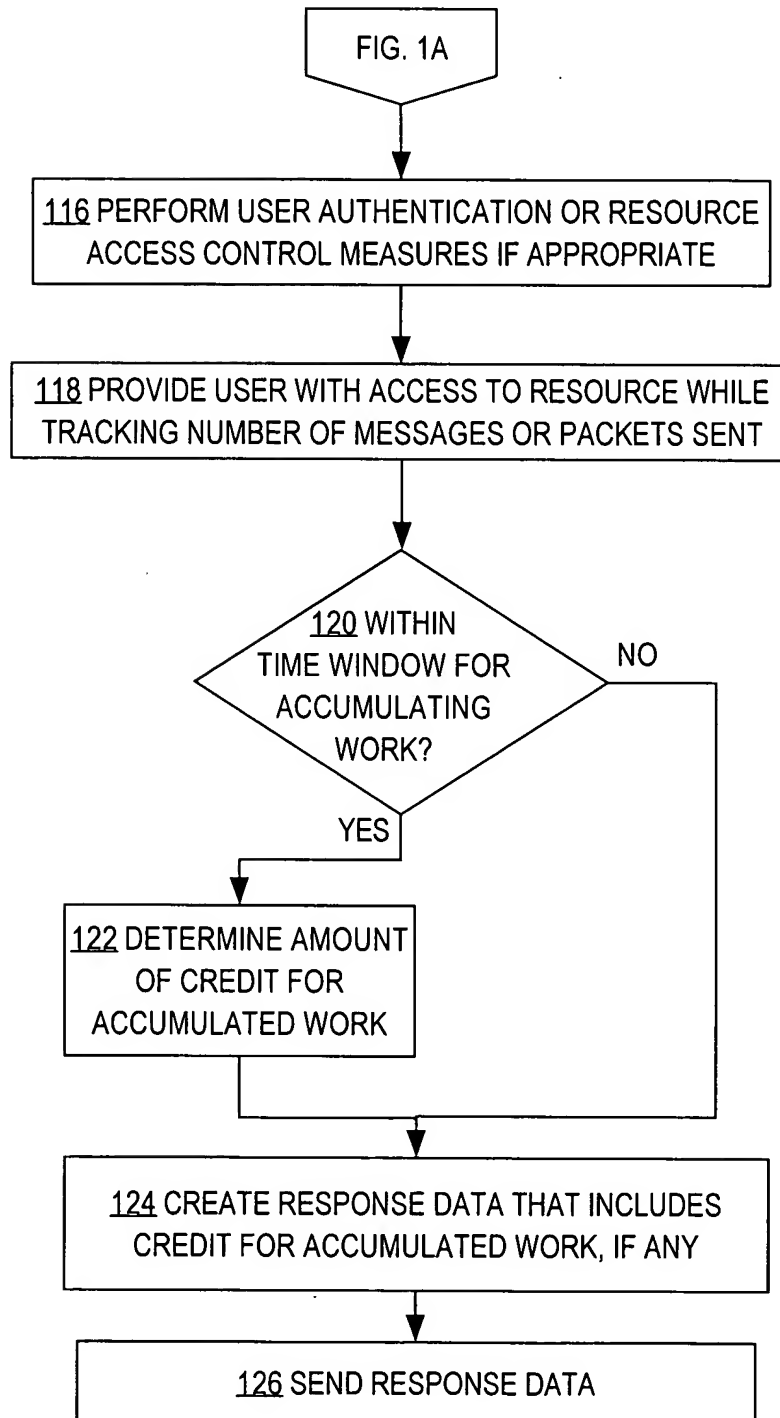 FIG. 1A
116 PERFORM USER AUTHENTICATION OR RESOURCE
ACCESS CONTROL MEASURES IF APPROPRIATE
118 PROVIDE USER WITH ACCESS TO RESOURCE WHILE
TRACKING NUMBER OF MESSAGES OR PACKETS SENT
120 WITHIN
TIME WINDOW FOR
ACCUMULATING
WORK?
NO
YES
122 DETERMINE AMOUNT
OF CREDIT FOR
ACCUMULATED WORK
124 CREATE RESPONSE DATA THAT INCLUDES
CREDIT FOR ACCUMULATED WORK, IF ANY
126 SEND RESPONSE DATA